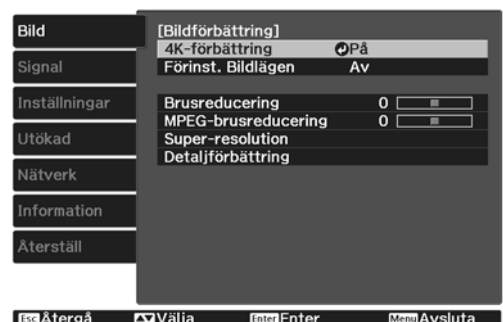 Bild
Signal
Inställningar
Utökad
Nätverk
Information
Återställ
[Bildförbättring]
4K-förbättring På
Förinst. Bildlägen Av
Brusreducering 0
MPEG-brusreducering 0
Super-resolution
Detaljförbättring
Esc Återgå Välja Enter Enter Menu Avsluta